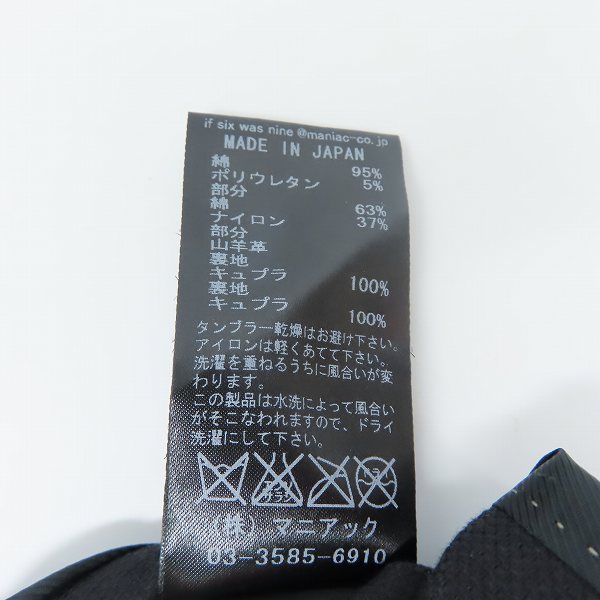 if six was nine @maniac-co.jp
MADE IN JAPAN
綿 95%
ポリウレタン 5%
部分
綿 63%
ナイロン 37%
部分
山羊革
裏地
キュプラ 100%
裏地
キュプラ 100%
タンブラー乾燥はお避け下さい。
アイロンは軽くあてて下さい。
洗濯を重ねるうちに風合いが変
わります。
この製品は水洗によって風合い
がそこなわれますので、ドライ
洗濯にして下さい。
ドライ
(株) マニアック
03-3585-6910